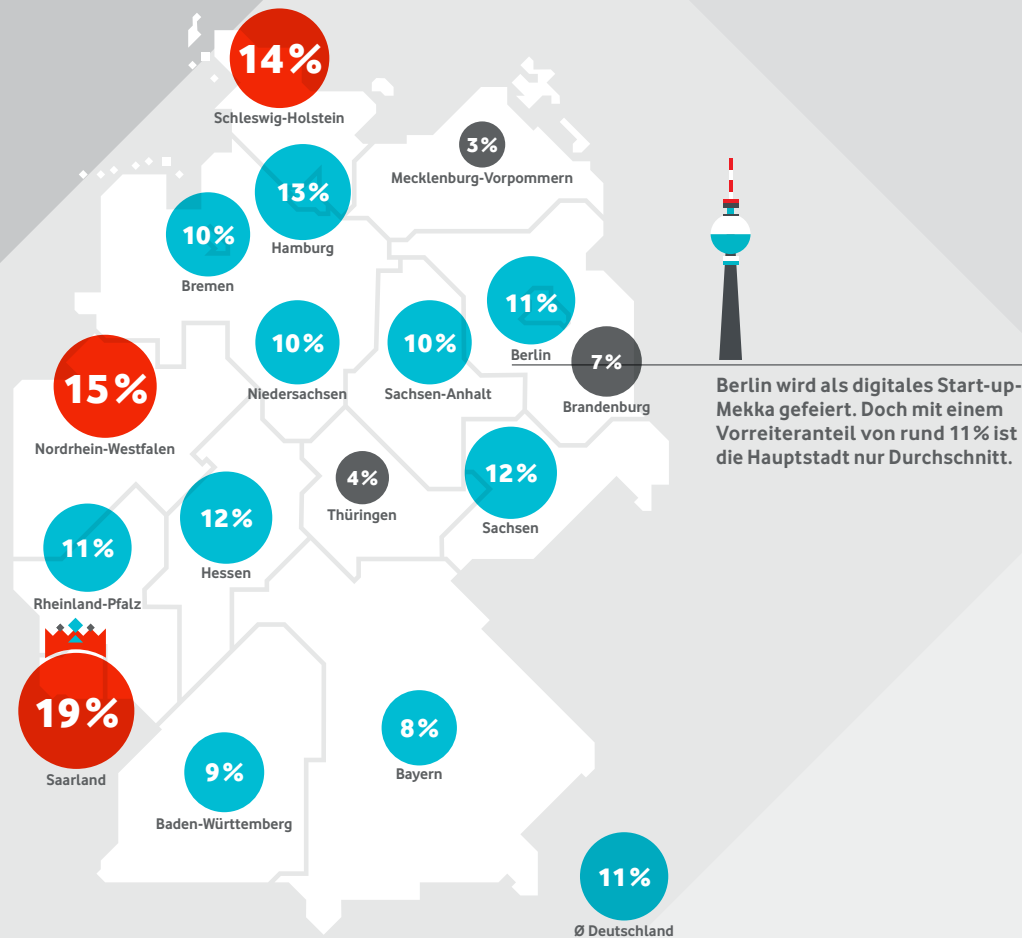 14%
Schleswig-Holstein
3%
Mecklenburg-Vorpommern
13%
Hamburg
10%
Bremen
11%
Berlin
10%
Niedersachsen
10%
Sachsen-Anhalt
7%
Brandenburg
Berlin wird als digitales Start-up-
Mekka gefeiert. Doch mit einem
Vorreiteranteil von rund 11% ist
die Hauptstadt nur Durchschnitt.
15%
Nordrhein-Westfalen
4%
Thüringen
12%
Sachsen
12%
Hessen
11%
Rheinland-Pfalz
19%
Saarland
8%
Bayern
9%
Baden-Württemberg
11%
Ø Deutschland